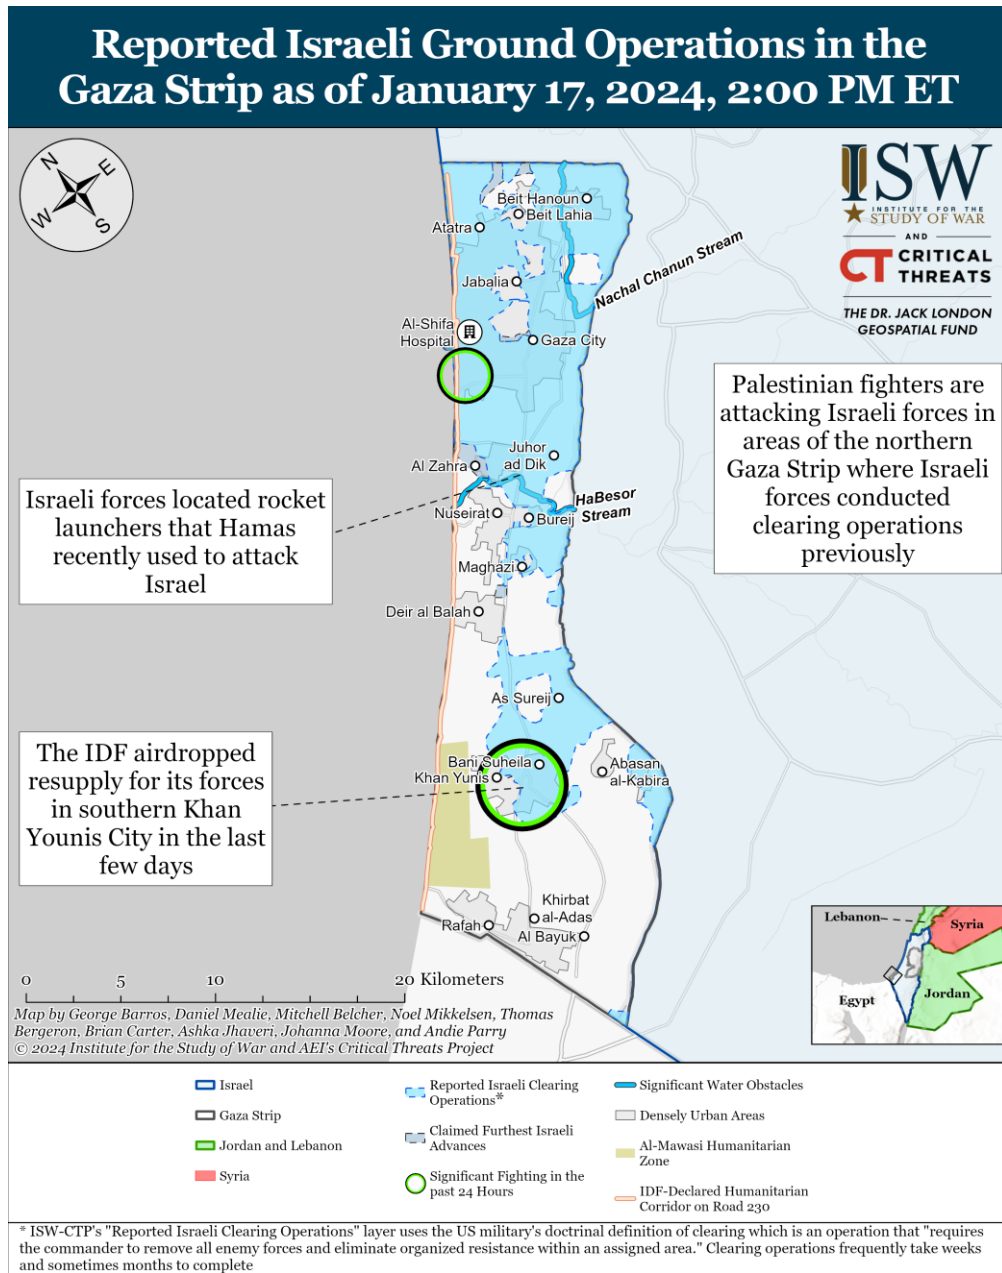 Reported Israeli Ground Operations in the
Gaza Strip as of January 17, 2024, 2:00 PM ET
N
E
W
S
ISW
INSTITUTE FOR THE
STUDY OF WAR
AND
CT CRITICAL
THREATS
THE DR. JACK LONDON
GEOSPATIAL FUND
Beit Hanoun
Beit Lahia
Atatra
Nachal Chanun Stream
Jabalia
Al-Shifa
Hospital
Gaza City
Palestinian fighters are
attacking Israeli forces in
areas of the northern
Gaza Strip where Israeli
forces conducted
clearing operations
previously
Juhor
ad Dik
Al Zahra
Israeli forces located rocket
launchers that Hamas
recently used to attack
Israel
HaBesor
Stream
Nuseirat
Bureij
Maghazi
Deir al Balah
As Sureij
The IDF airdropped
resupply for its forces
in southern Khan
Younis City in the last
few days
Bani Suheila
Khan Yunis
Abasan
al-Kabira
Khirbat
al-Adas
Rafah
Al Bayuk
Lebanon
Syria
Jordan
Egypt
0 5 10 20 Kilometers
Map by George Barros, Daniel Mealie, Mitchell Belcher, Noel Mikkelsen, Thomas
Bergeron, Brian Carter, Ashka Jhaveri, Johanna Moore, and Andie Parry
© 2024 Institute for the Study of War and AEI's Critical Threats Project
Israel
Gaza Strip
Jordan and Lebanon
Syria
Reported Israeli Clearing
Operations*
Claimed Furthest Israeli
Advances
Significant Fighting in the
past 24 Hours
Significant Water Obstacles
Densely Urban Areas
Al-Mawasi Humanitarian
Zone
IDF-Declared Humanitarian
Corridor on Road 230
* ISW-CTP's "Reported Israeli Clearing Operations" layer uses the US military's doctrinal definition of clearing which is an operation that "requires
the commander to remove all enemy forces and eliminate organized resistance within an assigned area." Clearing operations frequently take weeks
and sometimes months to complete